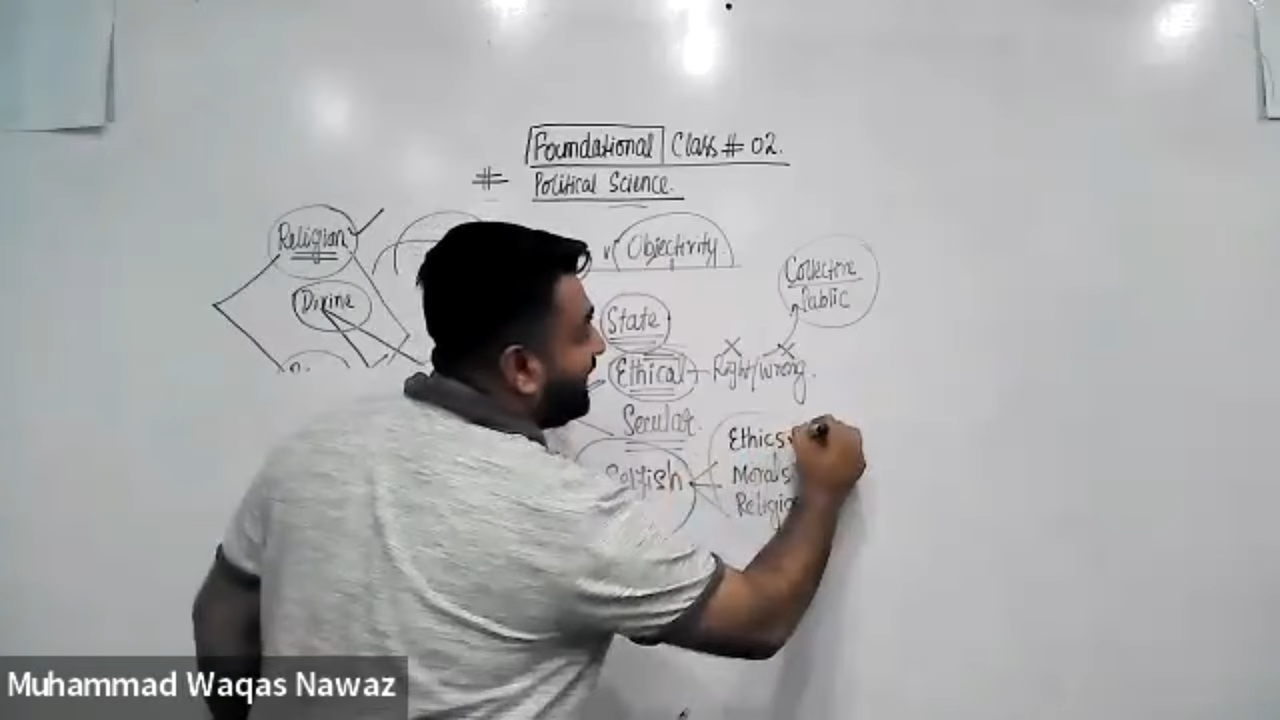 Foundational Class # 02.
# Political Science.
Religion
Objectivity
Collective
Public
Divine
State
Ethical
Right/Wrong.
Secular.
Selfish
Ethics
Morals
Religion
Muhammad Waqas Nawaz